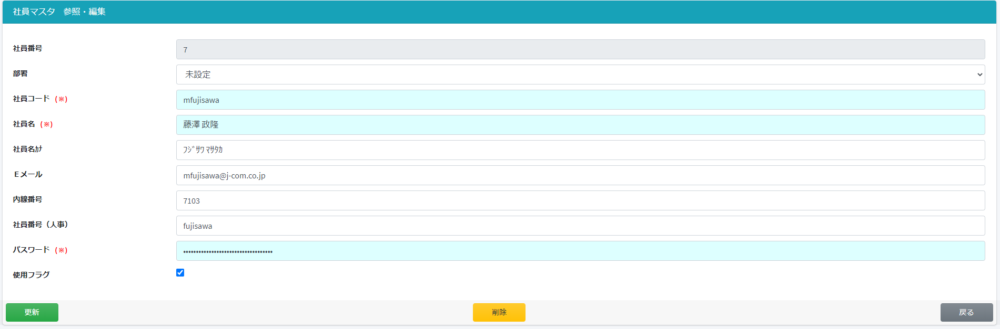 社員マスタ　参照・編集
社員番号 7
部署 未設定
社員コード (※) mfujisawa
社員名 (※) 藤澤 政隆
社員名ｶﾅ ﾌｼﾞｻﾜ ﾏｻﾀｶ
Ｅメール mfujisawa@j-com.co.jp
内線番号 7103
社員番号（人事） fujisawa
パスワード (※) •••••••••••••••••••••••••••••••••••
使用フラグ
更新 削除 戻る